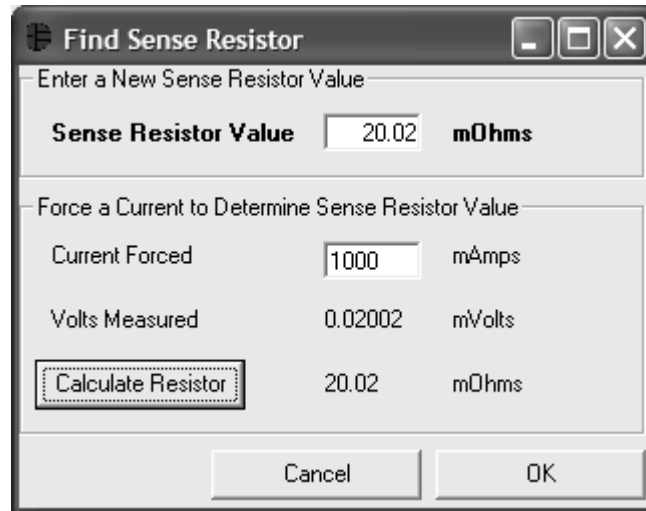 Find Sense Resistor
Enter a New Sense Resistor Value
Sense Resistor Value 20.02 mOhms
Force a Current to Determine Sense Resistor Value
Current Forced 1000 mAmps
Volts Measured 0.02002 mVolts
Calculate Resistor 20.02 mOhms
Cancel OK